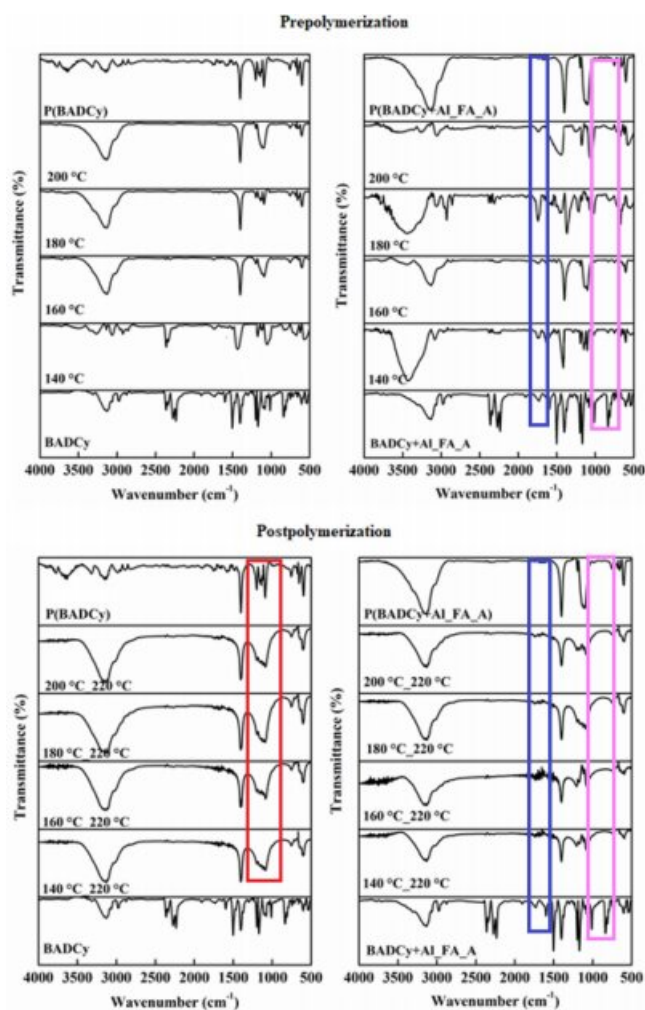 Prepolymerization
Transmittance (%)
P(BADCy)
200 °C
180 °C
160 °C
140 °C
BADCy
4000 3500 3000 2500 2000 1500 1000 500
Wavenumber (cm⁻¹)
Transmittance (%)
P(BADCy+Al_FA_A)
200 °C
180 °C
160 °C
140 °C
BADCy+Al_FA_A
4000 3500 3000 2500 2000 1500 1000 500
Wavenumber (cm⁻¹)
Postpolymerization
Transmittance (%)
P(BADCy)
200 °C_220 °C
180 °C_220 °C
160 °C_220 °C
140 °C_220 °C
BADCy
4000 3500 3000 2500 2000 1500 1000 500
Wavenumber (cm⁻¹)
Transmittance (%)
P(BADCy+Al_FA_A)
200 °C_220 °C
180 °C_220 °C
160 °C_220 °C
140 °C_220 °C
BADCy+Al_FA_A
4000 3500 3000 2500 2000 1500 1000 500
Wavenumber (cm⁻¹)